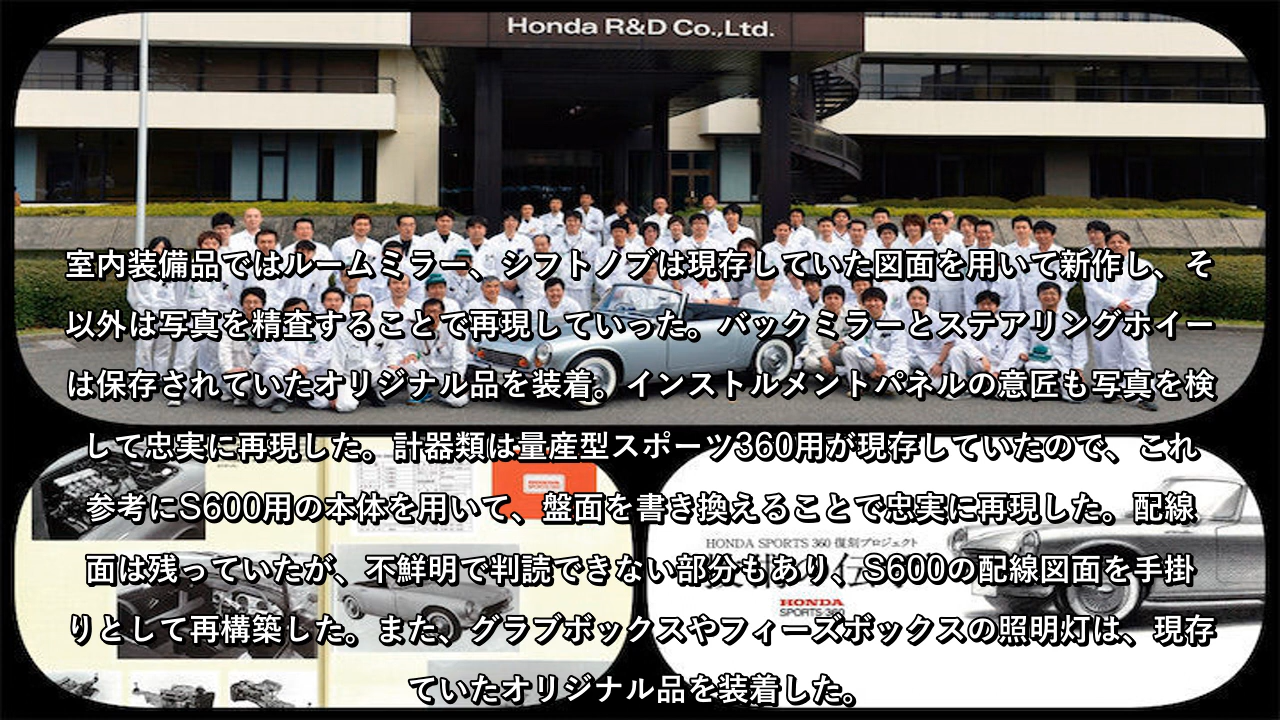 Honda R&D Co.,Ltd.
室内装備品ではルームミラー、シフトノブは現存していた図面を用いて新作し、そ
以外は写真を精査することで再現していった。バックミラーとステアリングホイー
は保存されていたオリジナル品を装着。インストルメントパネルの意匠も写真を検
して忠実に再現した。計器類は量産型スポーツ360用が現存していたので、これ
参考にS600用の本体を用いて、盤面を書き換えることで忠実に再現した。配線
面は残っていたが、不鮮明で判読できない部分もあり、S600の配線図面を手掛
りとして再構築した。また、グラブボックスやフィーズボックスの照明灯は、現存
ていたオリジナル品を装着した。
HONDA SPORTS 360 復刻プロジェクト
HONDA
SPORTS 360